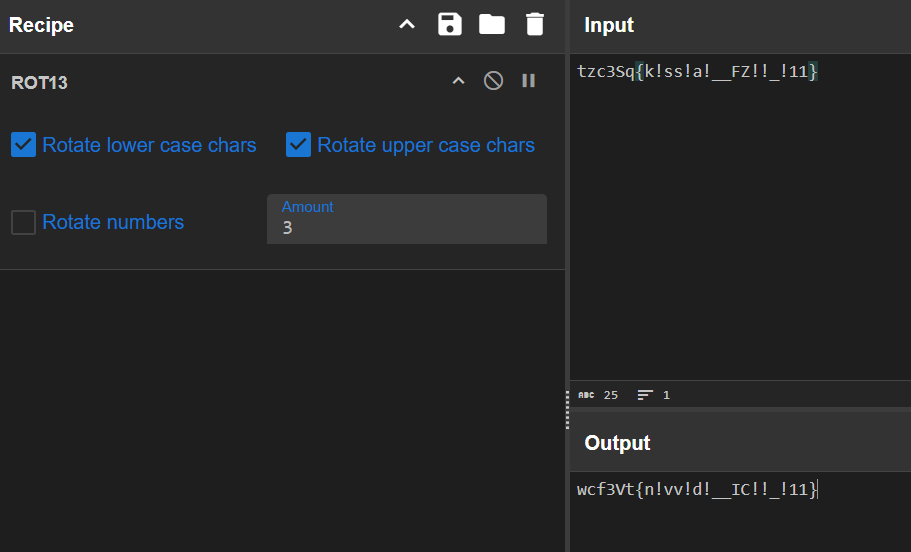 Recipe
ROT13
Rotate lower case chars
Rotate upper case chars
Rotate numbers
Amount
3
Input
tzc3Sq{k!ss!a!__FZ!!_!11}
ABC 25 1
Output
wcf3Vt{n!vv!d!__IC!!_!11}